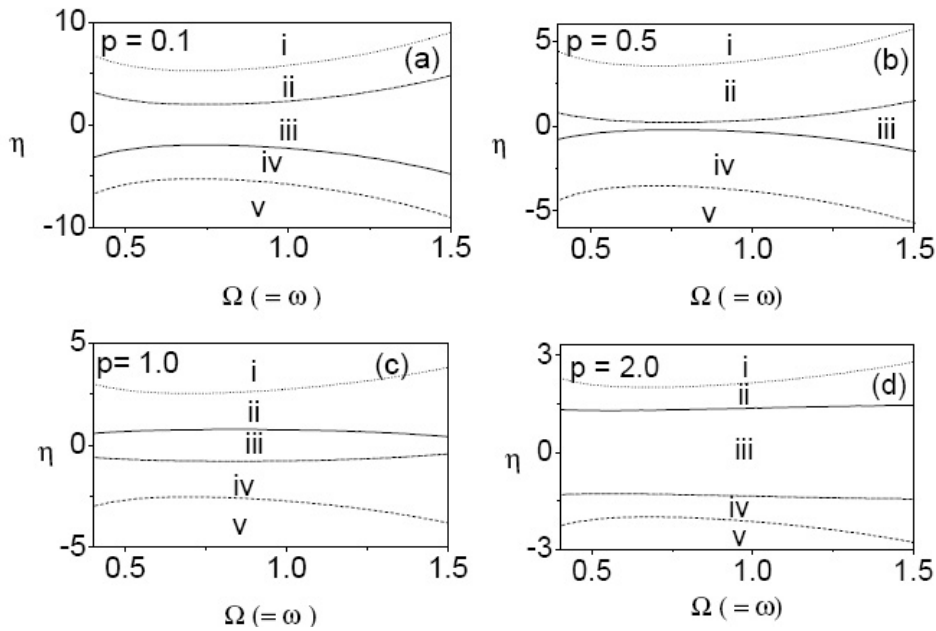 10
p = 0.1
i
(a)
ii
η
0
iii
iv
v
-10
0.5
1.0
1.5
Ω ( = ω )
5
p = 0.5
i
(b)
ii
η
0
iii
iv
-5
v
0.5
1.0
1.5
Ω (= ω)
5
p= 1.0
i
(c)
ii
η
0
iii
iv
v
-5
0.5
1.0
1.5
Ω (= ω )
3
p = 2.0
i
(d)
ii
η
0
iii
iv
v
-3
0.5
1.0
1.5
Ω (= ω)